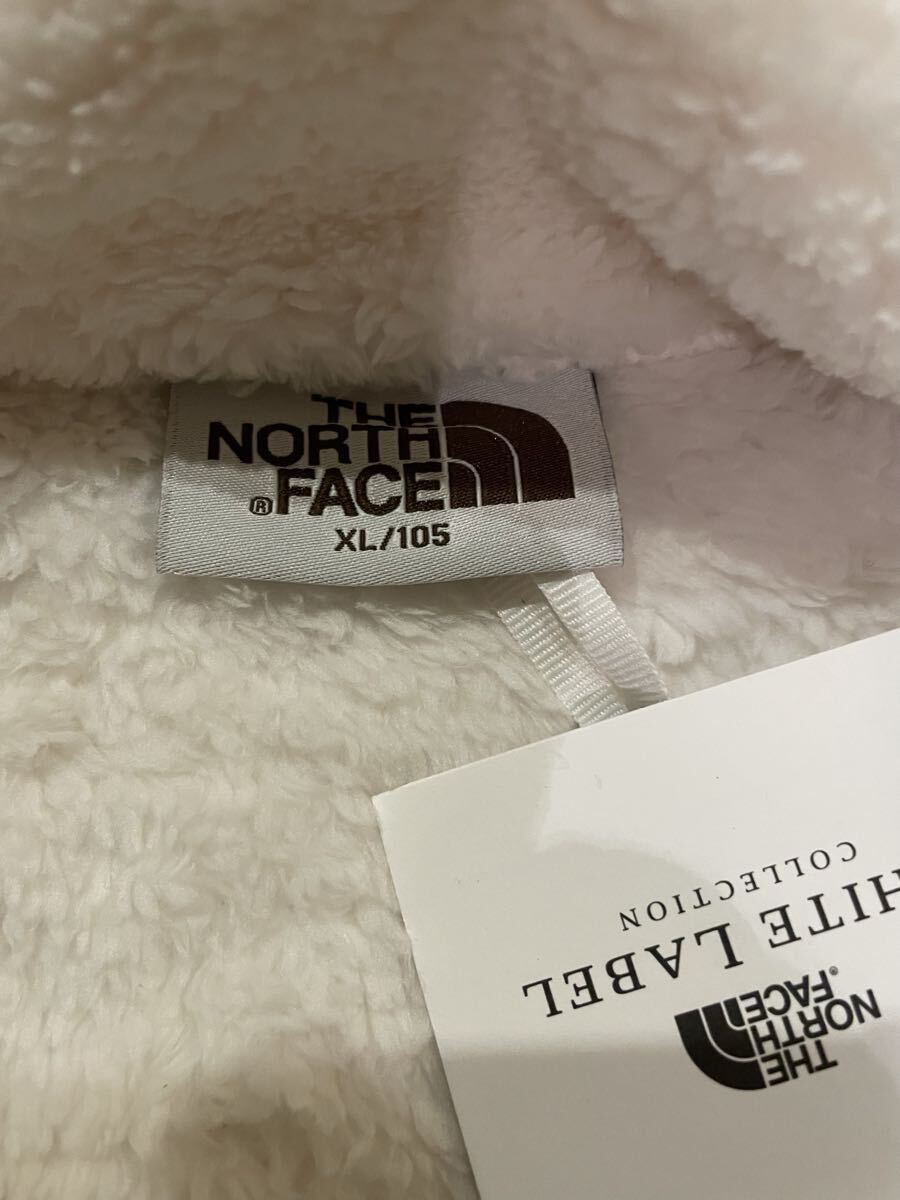 THE
NORTH
® FACE
XL/105
THE
NORTH
FACE®
HITE LABEL
COLLECTION